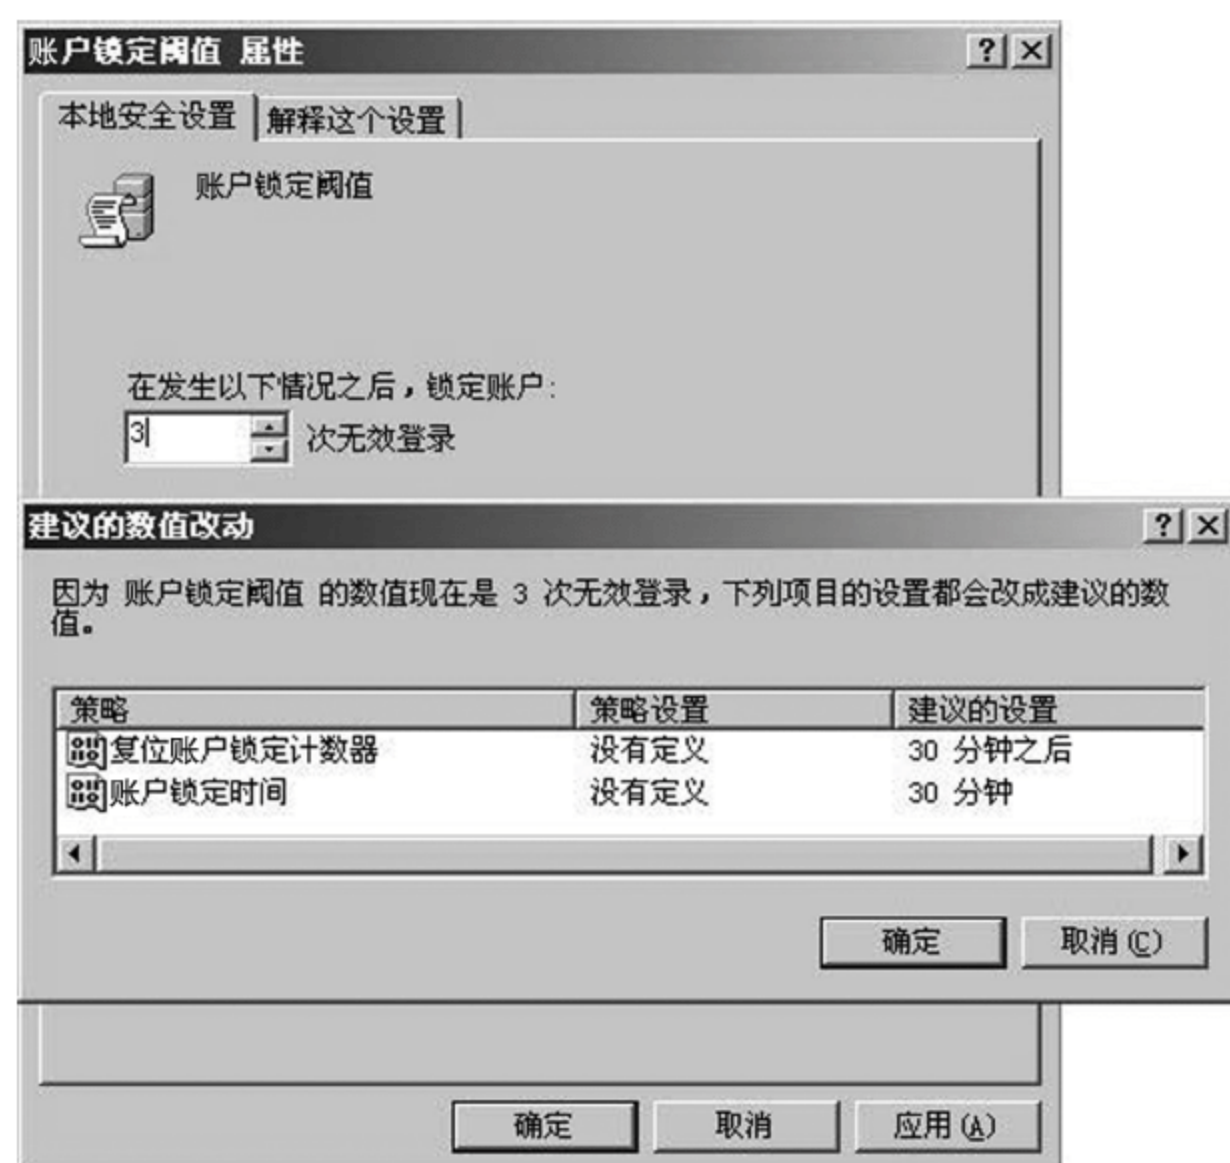 账户锁定阈值 属性
本地安全设置 解释这个设置
账户锁定阈值
在发生以下情况之后，锁定账户：
3 次无效登录
建议的数值改动
因为 账户锁定阈值 的数值现在是 3 次无效登录，下列项目的设置都会改成建议的数
值。
策略 策略设置 建议的设置
复位账户锁定计数器 没有定义 30 分钟之后
账户锁定时间 没有定义 30 分钟
确定 取消(C)
确定 取消 应用(A)